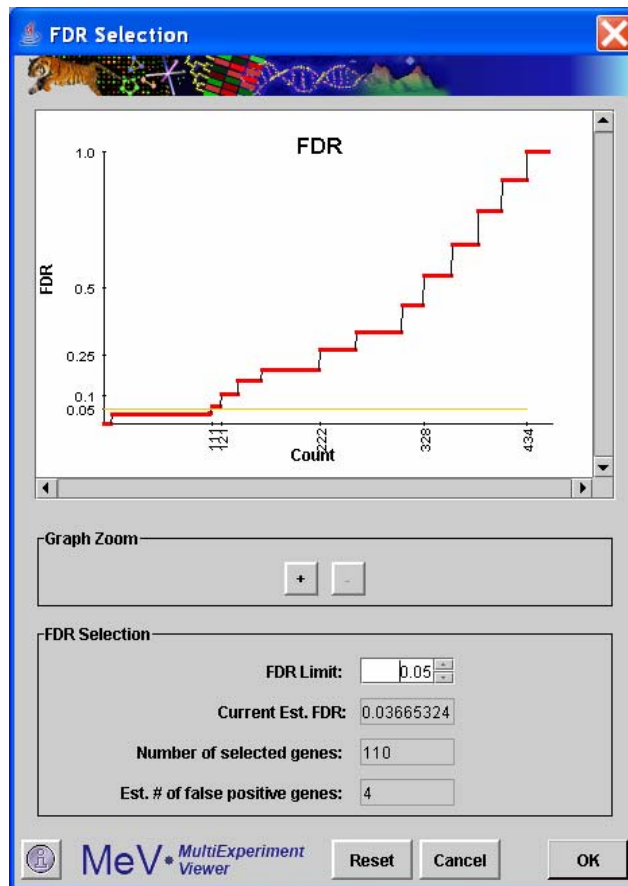 FDR Selection
FDR
1.0
0.5
0.25
0.1
0.05
FDR
111
121
222
328
434
Count
Graph Zoom
+
-
FDR Selection
FDR Limit: 0.05
Current Est. FDR: 0.03665324
Number of selected genes: 110
Est. # of false positive genes: 4
MeV MultiExperiment
Viewer
Reset Cancel OK